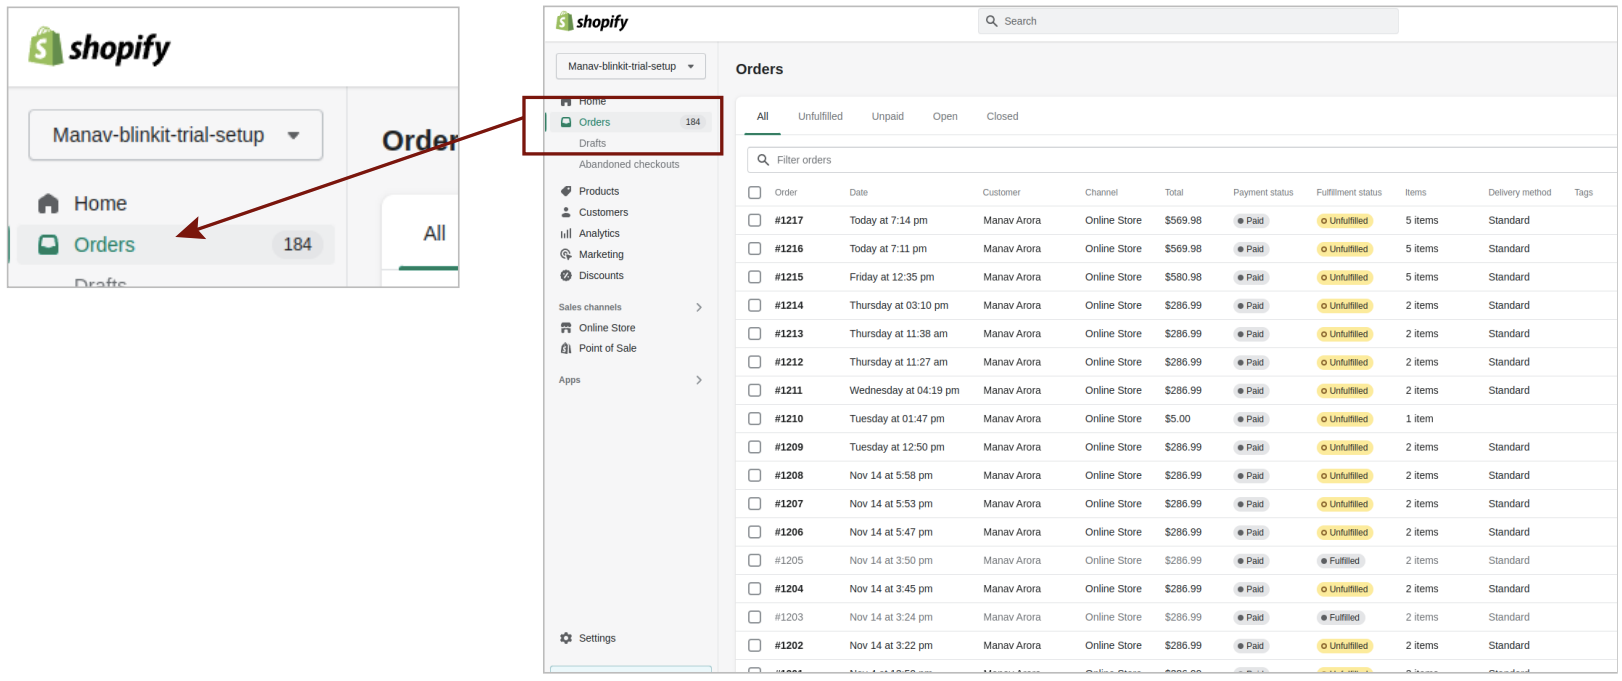 shopify
Manav-blinkit-trial-setup
Order
Home
All
Orders 184
Drafts
shopify
Search
Manav-blinkit-trial-setup
Orders
Home
Orders 184
Drafts
Abandoned checkouts
Products
Customers
Analytics
Marketing
Discounts
Sales channels
Online Store
Point of Sale
Apps
Settings
All Unfulfilled Unpaid Open Closed
Filter orders
Order Date Customer Channel Total Payment status Fulfillment status Items Delivery method Tags
#1217 Today at 7:14 pm Manav Arora Online Store $569.98 Paid Unfulfilled 5 items Standard
#1216 Today at 7:11 pm Manav Arora Online Store $569.98 Paid Unfulfilled 5 items Standard
#1215 Friday at 12:35 pm Manav Arora Online Store $580.98 Paid Unfulfilled 5 items Standard
#1214 Thursday at 03:10 pm Manav Arora Online Store $286.99 Paid Unfulfilled 2 items Standard
#1213 Thursday at 11:38 am Manav Arora Online Store $286.99 Paid Unfulfilled 2 items Standard
#1212 Thursday at 11:27 am Manav Arora Online Store $286.99 Paid Unfulfilled 2 items Standard
#1211 Wednesday at 04:19 pm Manav Arora Online Store $286.99 Paid Unfulfilled 2 items Standard
#1210 Tuesday at 01:47 pm Manav Arora Online Store $5.00 Paid Unfulfilled 1 item
#1209 Tuesday at 12:50 pm Manav Arora Online Store $286.99 Paid Unfulfilled 2 items Standard
#1208 Nov 14 at 5:58 pm Manav Arora Online Store $286.99 Paid Unfulfilled 2 items Standard
#1207 Nov 14 at 5:53 pm Manav Arora Online Store $286.99 Paid Unfulfilled 2 items Standard
#1206 Nov 14 at 5:47 pm Manav Arora Online Store $286.99 Paid Unfulfilled 2 items Standard
#1205 Nov 14 at 3:50 pm Manav Arora Online Store $286.99 Paid Fulfilled 2 items Standard
#1204 Nov 14 at 3:45 pm Manav Arora Online Store $286.99 Paid Unfulfilled 2 items Standard
#1203 Nov 14 at 3:24 pm Manav Arora Online Store $286.99 Paid Fulfilled 2 items Standard
#1202 Nov 14 at 3:22 pm Manav Arora Online Store $286.99 Paid Unfulfilled 2 items Standard